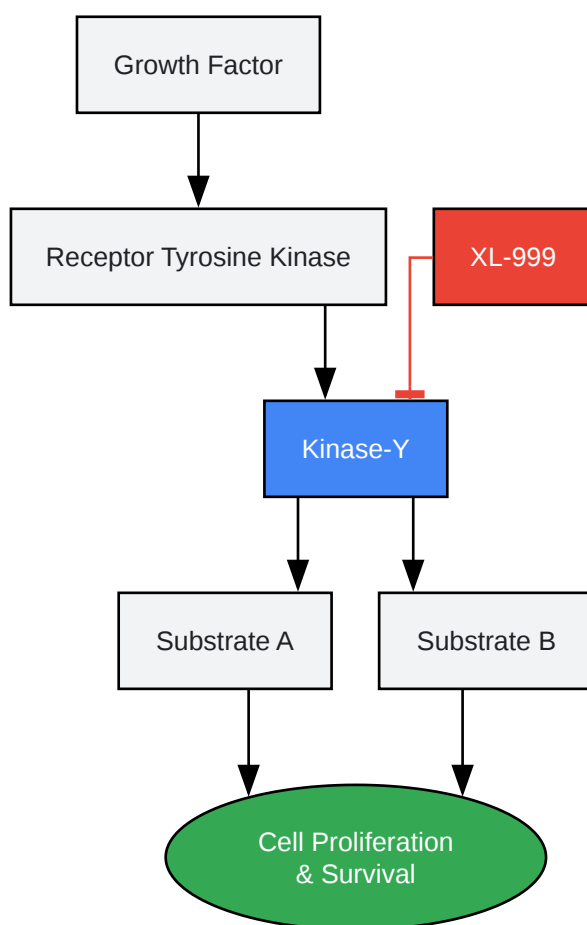 Growth Factor
Receptor Tyrosine Kinase
XL-999
Kinase-Y
Substrate A
Substrate B
Cell Proliferation
& Survival